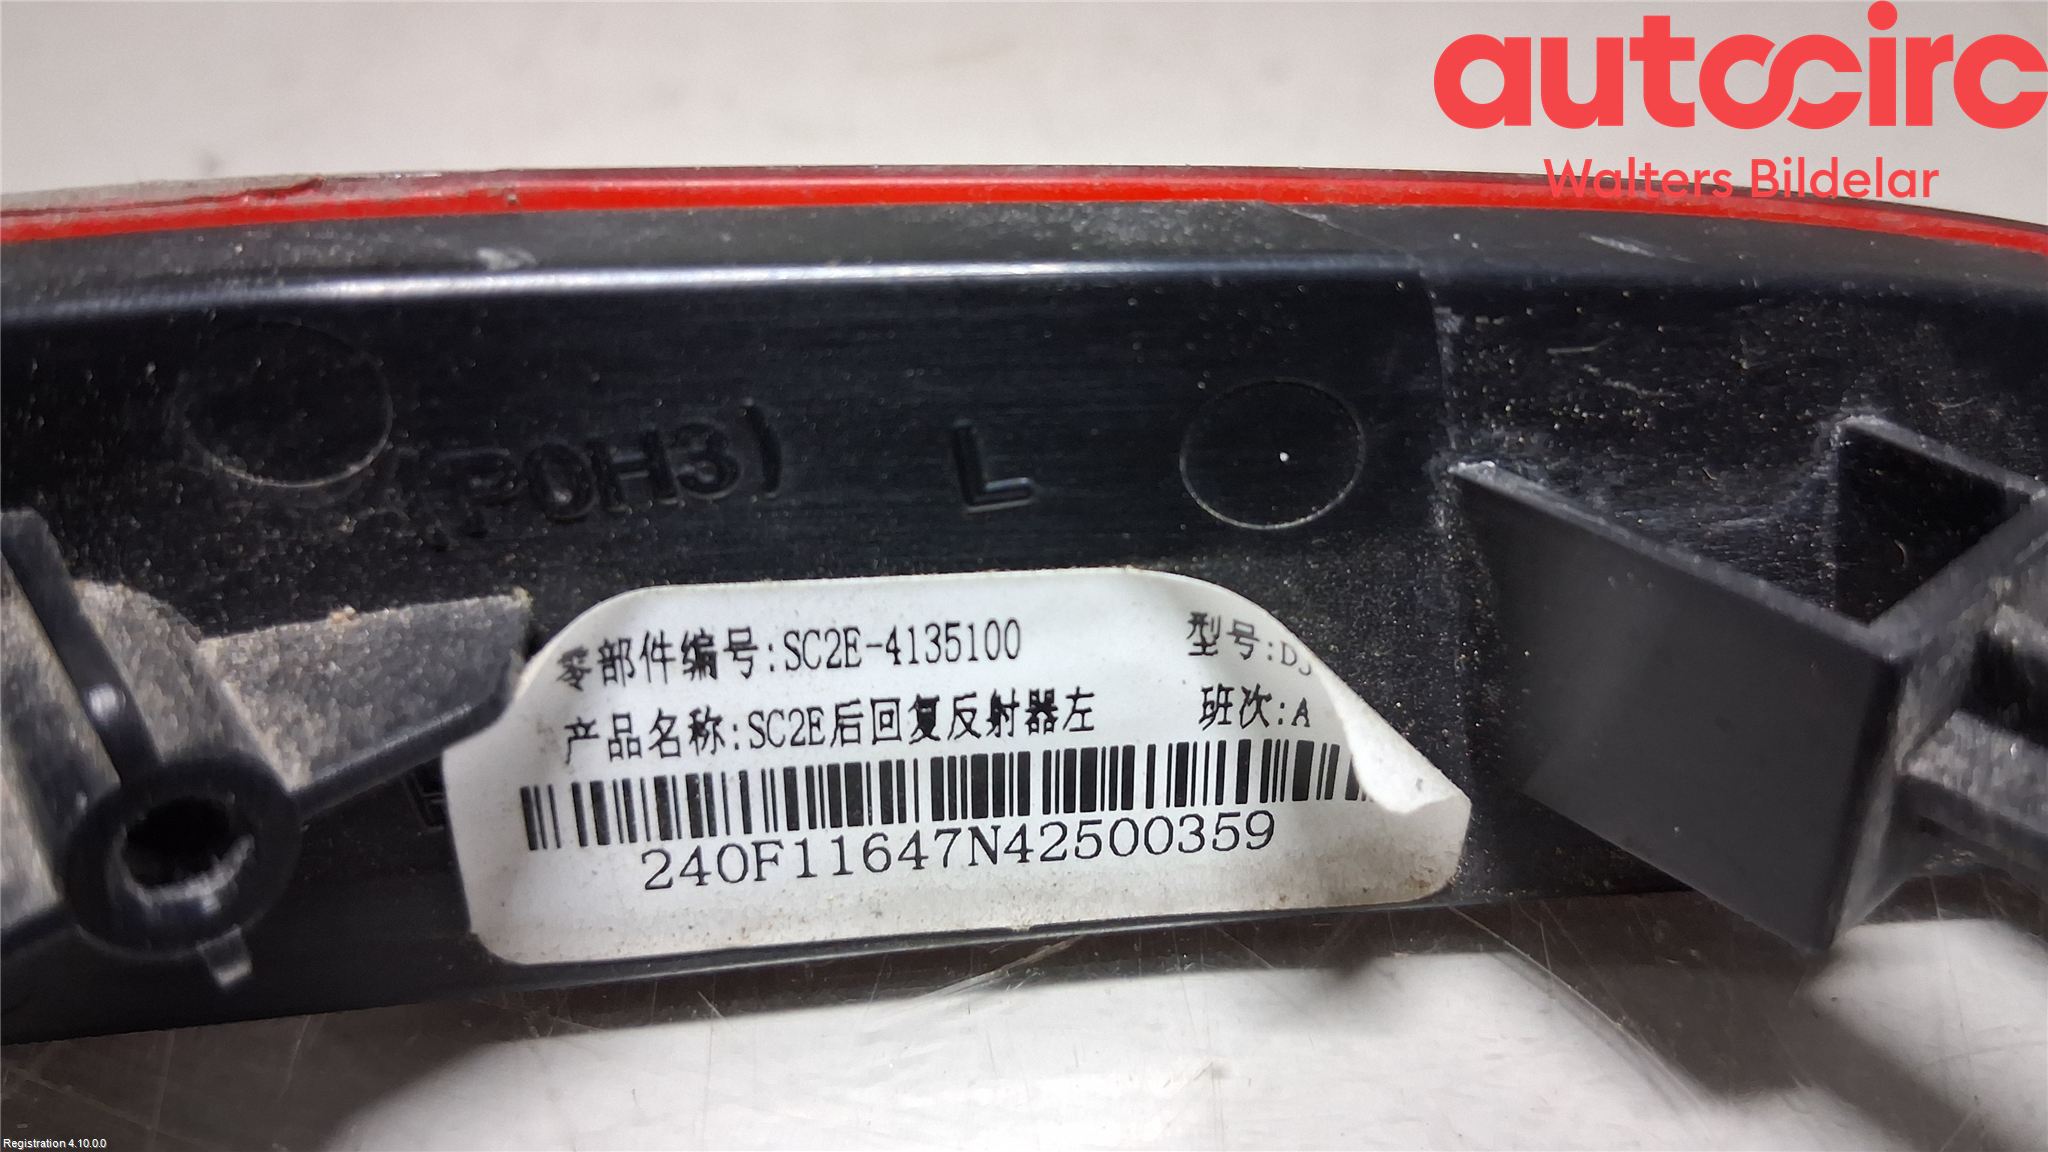 autocirc
Walters Bildelar
(POH3) L
零部件编号:SC2E-4135100 型号:
产品名称:SC2E后回复反射器左 班次:A
240F11647N42500359
Registration 4.10.0.0